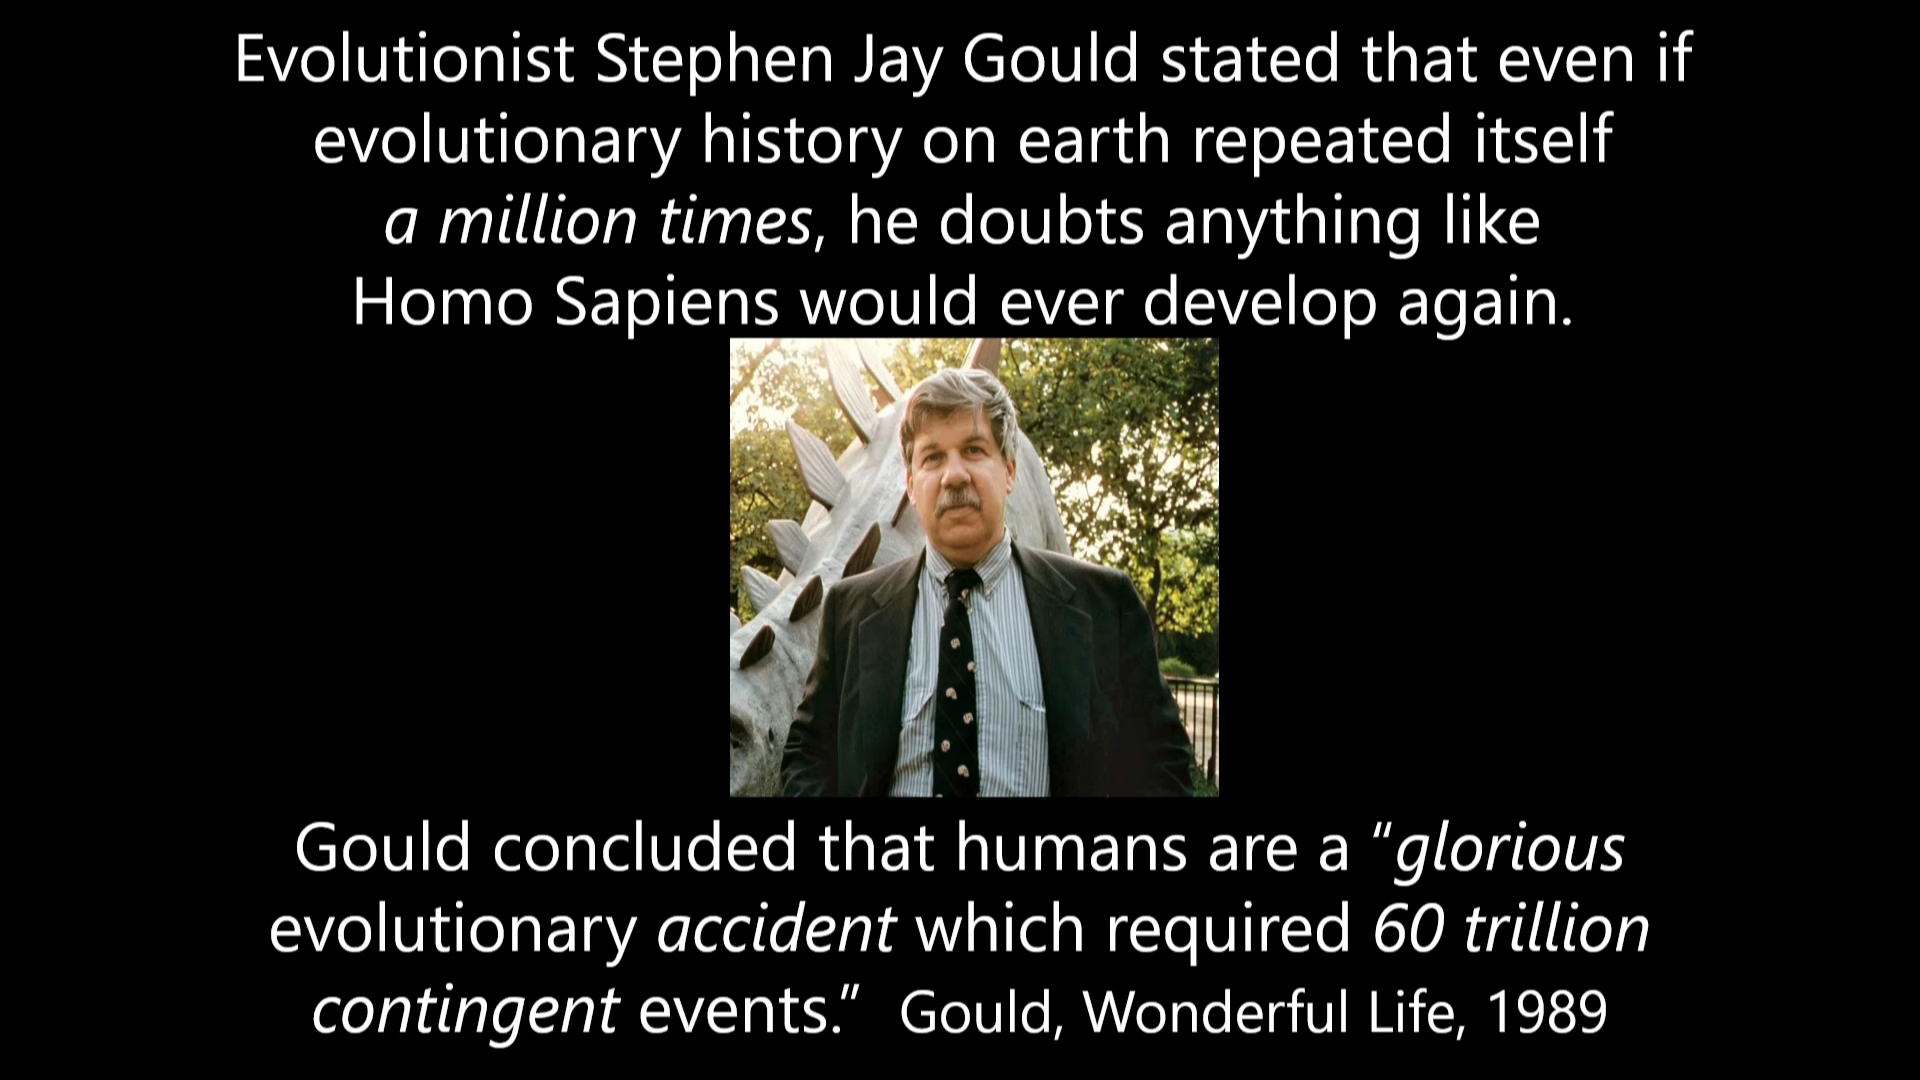 Evolutionist Stephen Jay Gould stated that even if
evolutionary history on earth repeated itself
a million times, he doubts anything like
Homo Sapiens would ever develop again.
Gould concluded that humans are a “glorious
evolutionary accident which required 60 trillion
contingent events.” Gould, Wonderful Life, 1989